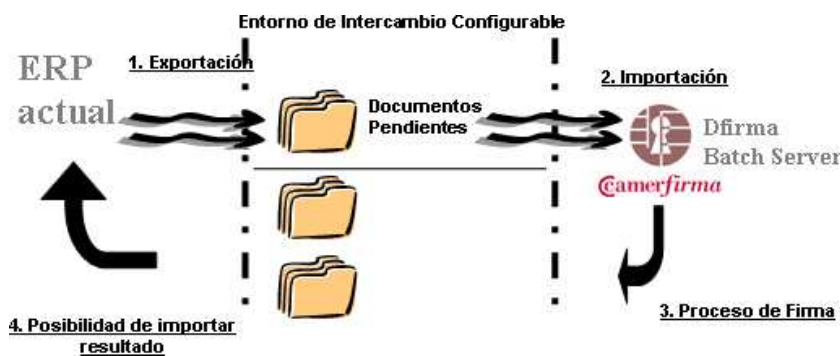 Entorno de Intercambio Configurable
ERP
actual
1. Exportación
Documentos
Pendientes
2. Importación
Dfirma
Batch Server
Camerfirma
3. Proceso de Firma
4. Posibilidad de importar
resultado